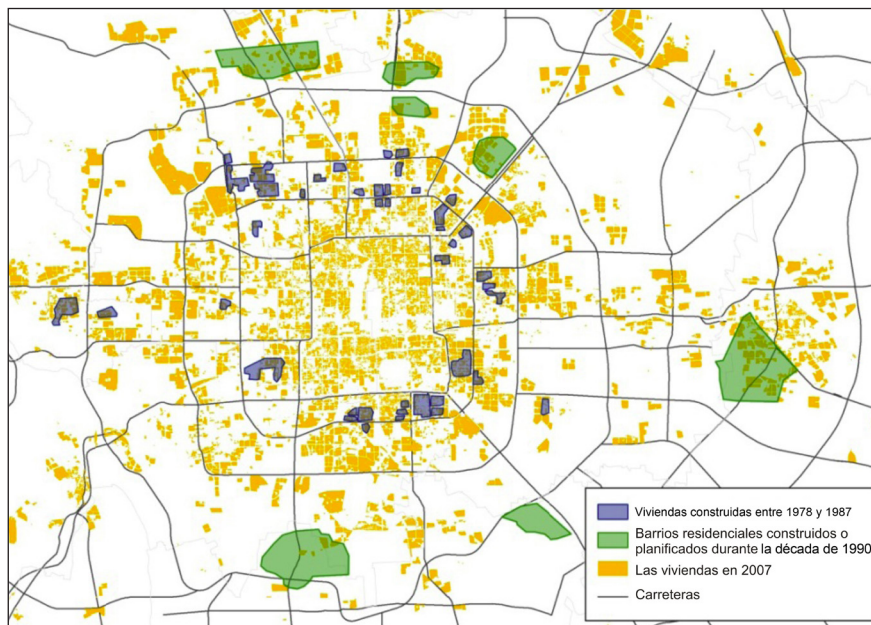 Viviendas construidas entre 1978 y 1987
Barrios residenciales construidos o
planificados durante la década de 1990
Las viviendas en 2007
Carreteras